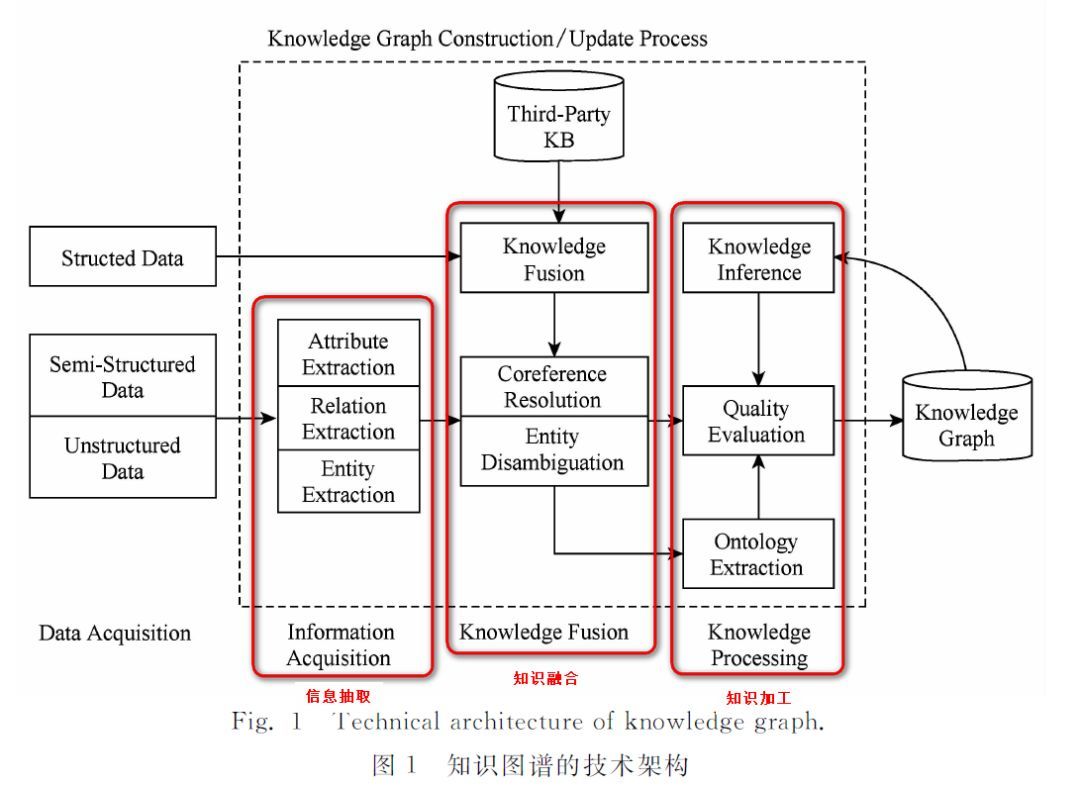 Knowledge Graph Construction/Update Process
Third-Party
KB
Structed Data
Knowledge
Fusion
Knowledge
Inference
Semi-Structured
Data
Unstructured
Data
Attribute
Extraction
Relation
Extraction
Entity
Extraction
Coreference
Resolution
Entity
Disambiguation
Quality
Evaluation
Knowledge
Graph
Ontology
Extraction
Data Acquisition
Information
Acquisition
Knowledge Fusion
Knowledge
Processing
信息抽取
知识融合
知识加工
Fig. 1 Technical architecture of knowledge graph.
图 1 知识图谱的技术架构